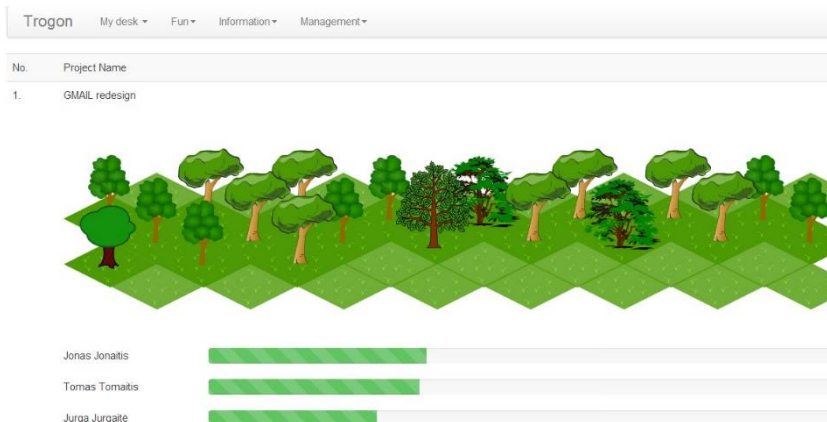 Trogon My desk Fun Information Management
No. Project Name
1. GMAIL redesign
Jonas Jonaitis
Tomas Tomaitis
Jurga Jurgaitė